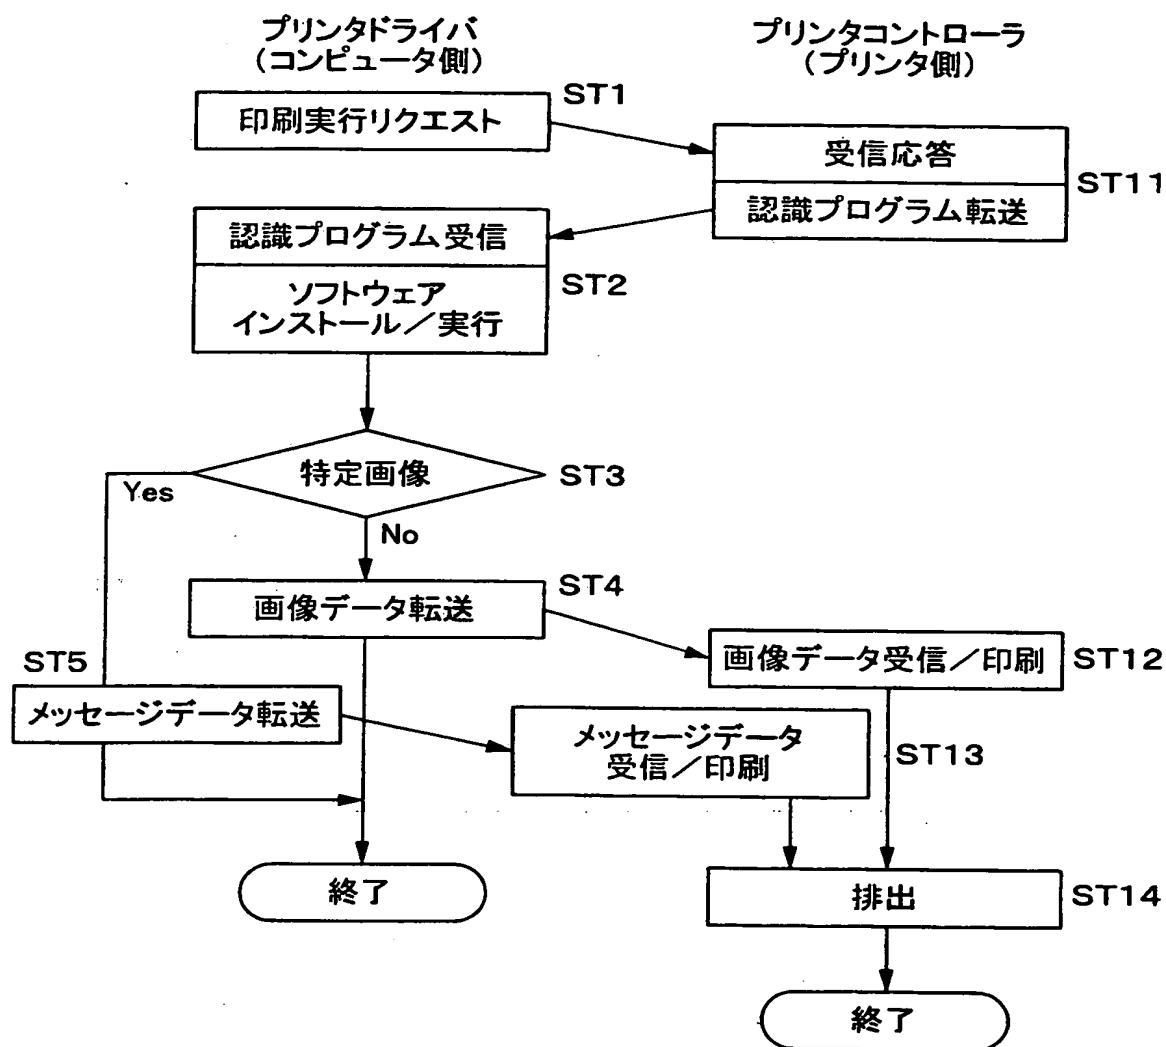 プリンタドライバ
(コンピュータ側)
プリンタコントローラ
(プリンタ側)
ST1
印刷実行リクエスト
受信応答
ST11
認識プログラム転送
認識プログラム受信
ST2
ソフトウェア
インストール/実行
特定画像
ST3
Yes
No
ST4
画像データ転送
画像データ受信/印刷
ST12
ST5
メッセージデータ転送
メッセージデータ
受信/印刷
ST13
終了
排出
ST14
終了